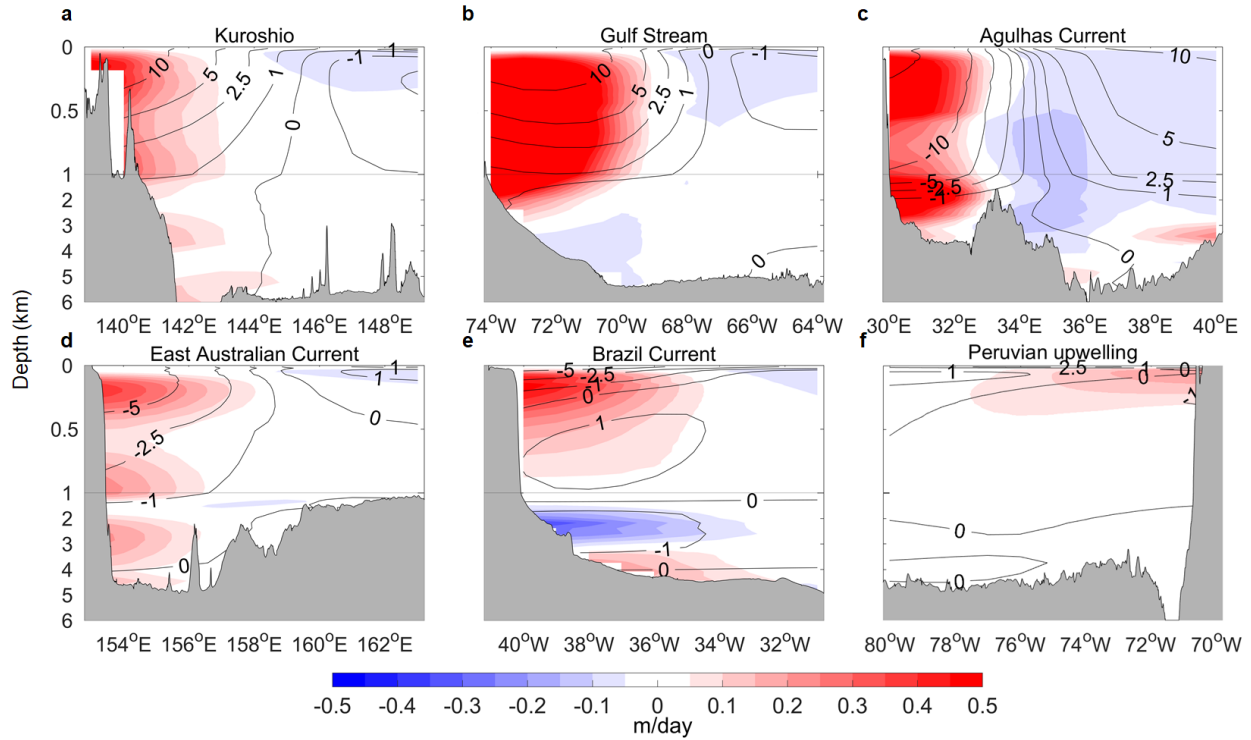 a
b
c
Kuroshio
Gulf Stream
Agulhas Current
0
0.5
1
2
3
4
5
6
10
5
2.5
1
0
-1
1
10
5
2.5
1
0
-1
0
-10
-5
-2.5
-1
10
5
2.5
1
0
140°E 142°E 144°E 146°E 148°E
74°W 72°W 70°W 68°W 66°W 64°W
30°E 32°E 34°E 36°E 38°E 40°E
Depth (km)
d
e
f
East Australian Current
Brazil Current
Peruvian upwelling
0
0.5
1
2
3
4
5
6
-5
-2.5
-1
0
1
1
0
-5
-2.5
-1
0
1
0
-1
0
1
2.5
1
0
0
-1
0
0
154°E 156°E 158°E 160°E 162°E
40°W 38°W 36°W 34°W 32°W
80°W 78°W 76°W 74°W 72°W 70°W
-0.5 -0.4 -0.3 -0.2 -0.1 0 0.1 0.2 0.3 0.4 0.5
m/day